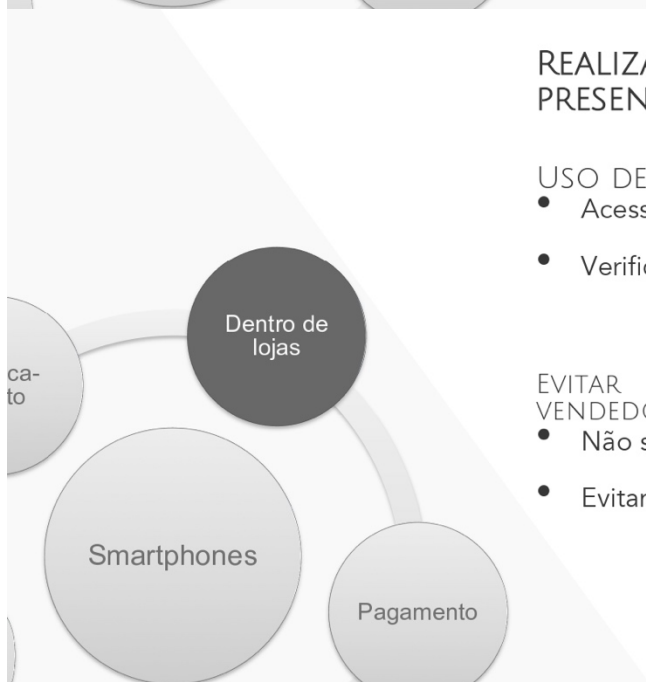 REALIZA
PRESEN
USO DE
• Acess
• Verific
Dentro de
lojas
ca-
to
EVITAR
VENDEDO
• Não s
• Evitar
Smartphones
Pagamento